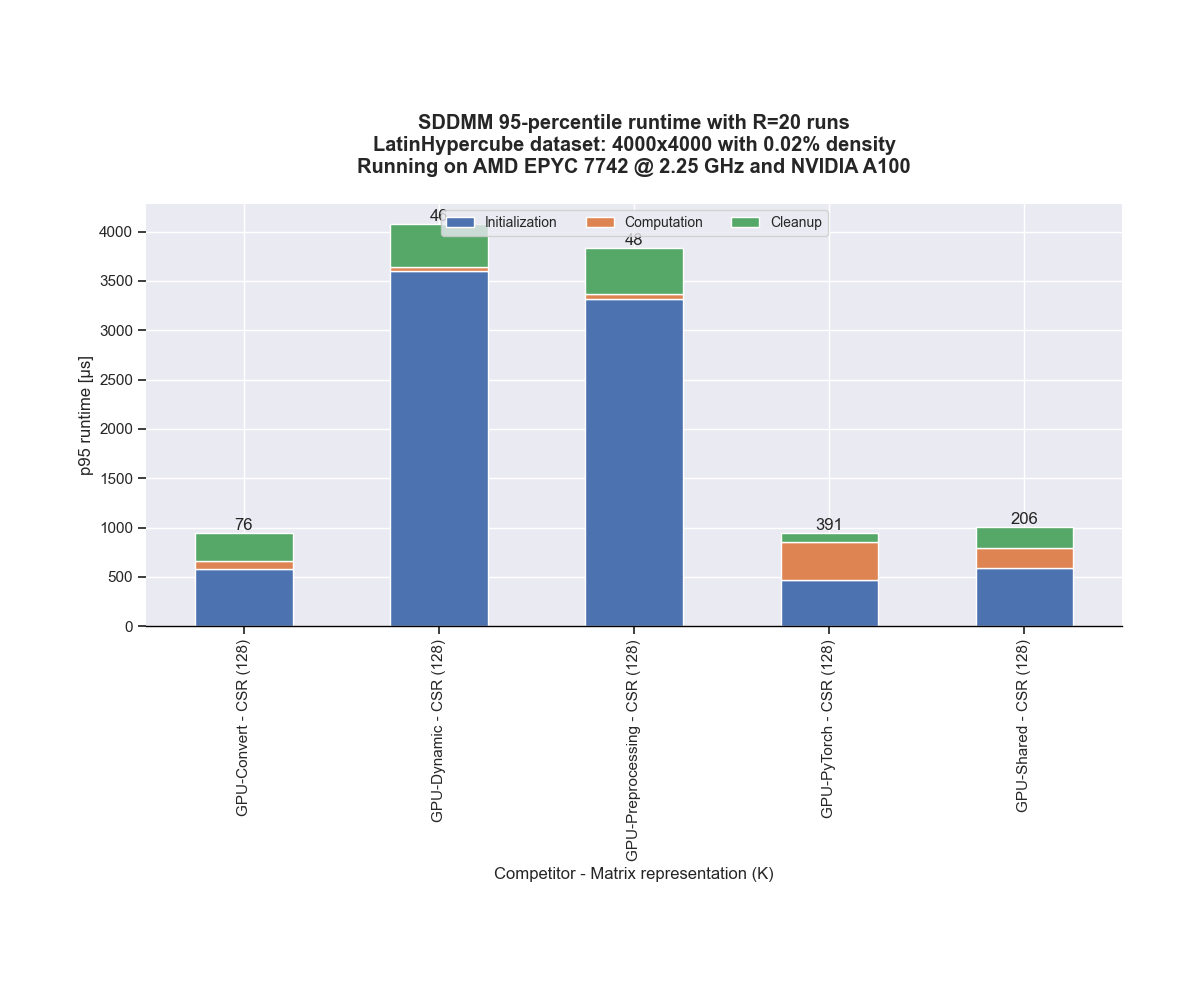 SDDMM 95-percentile runtime with R=20 runs
LatinHypercube dataset: 4000x4000 with 0.02% density
Running on AMD EPYC 7742 @ 2.25 GHz and NVIDIA A100
46
Initialization
Computation
Cleanup
48
76
391
206
4000
3500
3000
2500
2000
1500
1000
500
0
p95 runtime [µs]
GPU-Convert - CSR (128)
GPU-Dynamic - CSR (128)
GPU-Preprocessing - CSR (128)
GPU-PyTorch - CSR (128)
GPU-Shared - CSR (128)
Competitor - Matrix representation (K)